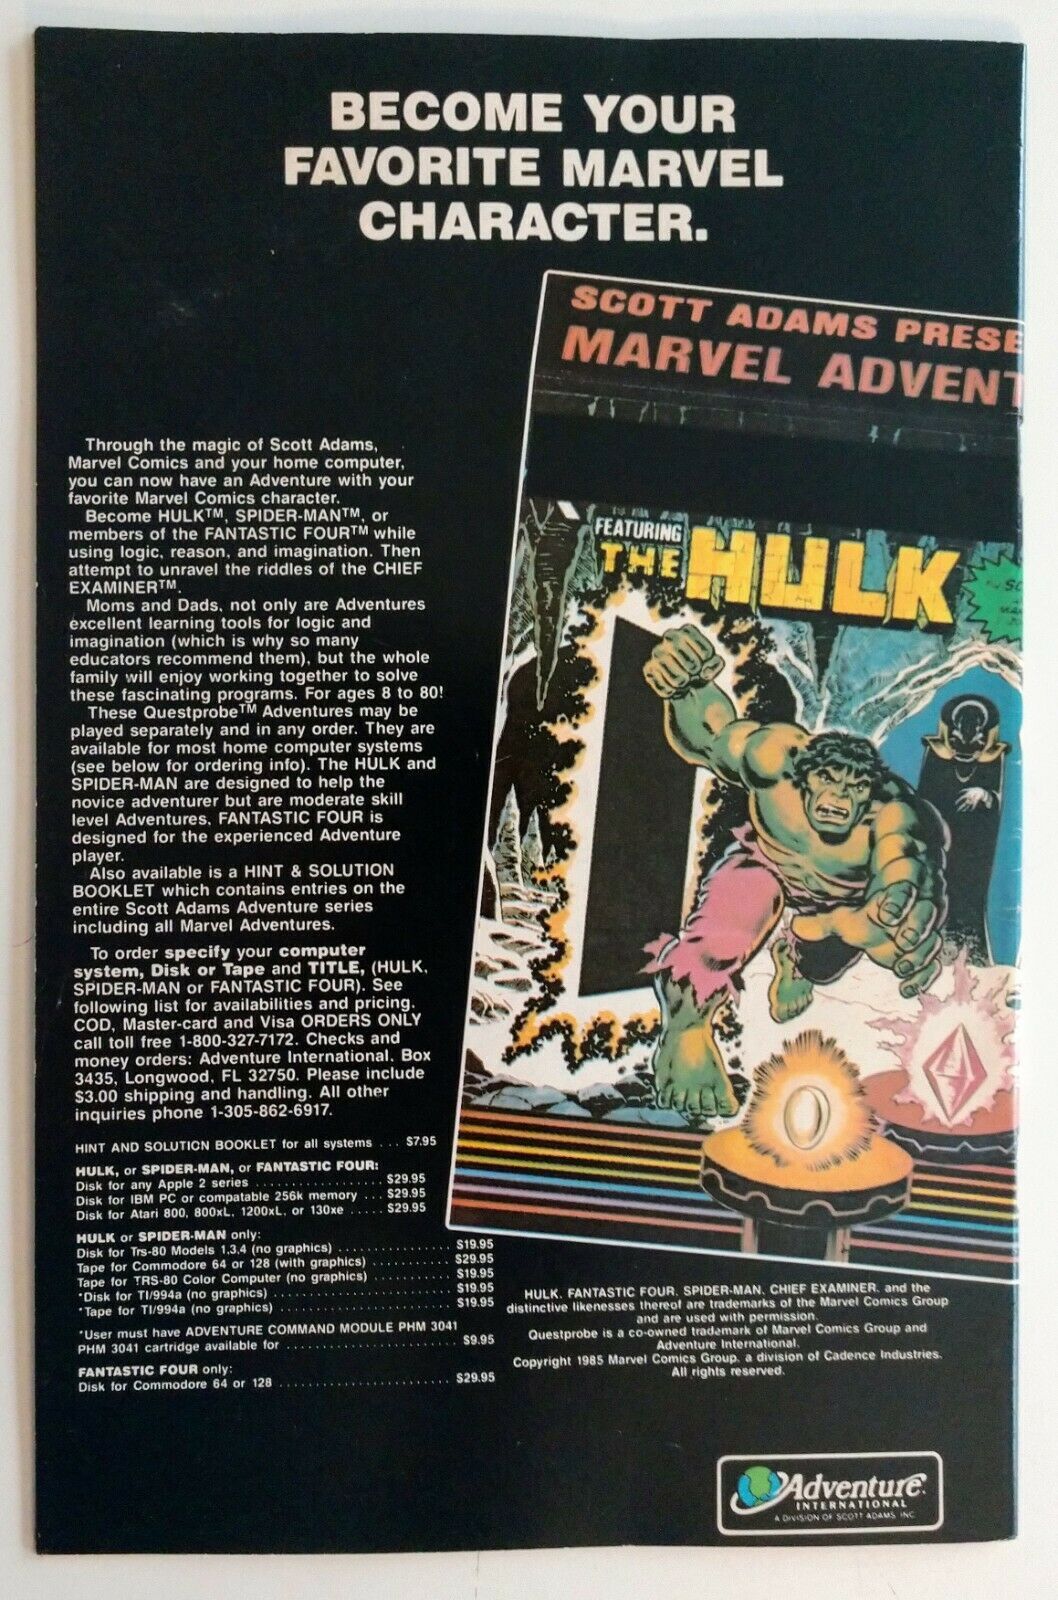 BECOME YOUR
FAVORITE MARVEL
CHARACTER.
SCOTT ADAMS PRESE
MARVEL ADVENT
FEATURING
THE HULK
Through the magic of Scott Adams,
Marvel Comics and your home computer,
you can now have an Adventure with your
favorite Marvel Comics character.
Become HULK™, SPIDER-MAN™, or
members of the FANTASTIC FOUR™ while
using logic, reason, and imagination. Then
attempt to unravel the riddles of the CHIEF
EXAMINER™.
Moms and Dads, not only are Adventures
excellent learning tools for logic and
imagination (which is why so many
educators recommend them), but the whole
family will enjoy working together to solve
these fascinating programs. For ages 8 to 80!
These Questprobe™ Adventures may be
played separately and in any order. They are
available for most home computer systems
(see below for ordering info). The HULK and
SPIDER-MAN are designed to help the
novice adventurer but are moderate skill
level Adventures, FANTASTIC FOUR is
designed for the experienced Adventure
player.
Also available is a HINT & SOLUTION
BOOKLET which contains entries on the
entire Scott Adams Adventure series
including all Marvel Adventures.
To order specify your computer
system, Disk or Tape and TITLE, (HULK,
SPIDER-MAN or FANTASTIC FOUR). See
following list for availabilities and pricing.
COD, Master-card and Visa ORDERS ONLY
call toll free 1-800-327-7172. Checks and
money orders: Adventure International, Box
3435, Longwood, FL 32750. Please include
$3.00 shipping and handling. All other
inquiries phone 1-305-862-6917.
HINT AND SOLUTION BOOKLET for all systems ... $7.95
HULK, or SPIDER-MAN, or FANTASTIC FOUR:
Disk for any Apple 2 series .................. $29.95
Disk for IBM PC or compatable 256k memory ... $29.95
Disk for Atari 800, 800xL, 1200xL, or 130xe ..... $29.95
HULK or SPIDER-MAN only:
Disk for Trs-80 Models 1,3,4 (no graphics) ................ $19.95
Tape for Commodore 64 or 128 (with graphics) ........... $29.95
Tape for TRS-80 Color Computer (no graphics) ........... $19.95
*Disk for TI/994a (no graphics) ......................... $19.95
*Tape for TI/994a (no graphics) ......................... $19.95
*User must have ADVENTURE COMMAND MODULE PHM 3041
PHM 3041 cartridge available for ........................ $9.95
FANTASTIC FOUR only:
Disk for Commodore 64 or 128 ........................ $29.95
HULK, FANTASTIC FOUR, SPIDER-MAN, CHIEF EXAMINER, and the
distinctive likenesses thereof are trademarks of the Marvel Comics Group
and are used with permission.
Questprobe is a co-owned trademark of Marvel Comics Group and
Adventure International.
Copyright 1985 Marvel Comics Group, a division of Cadence Industries.
All rights reserved.
Adventure
INTERNATIONAL
A DIVISION OF SCOTT ADAMS, INC.